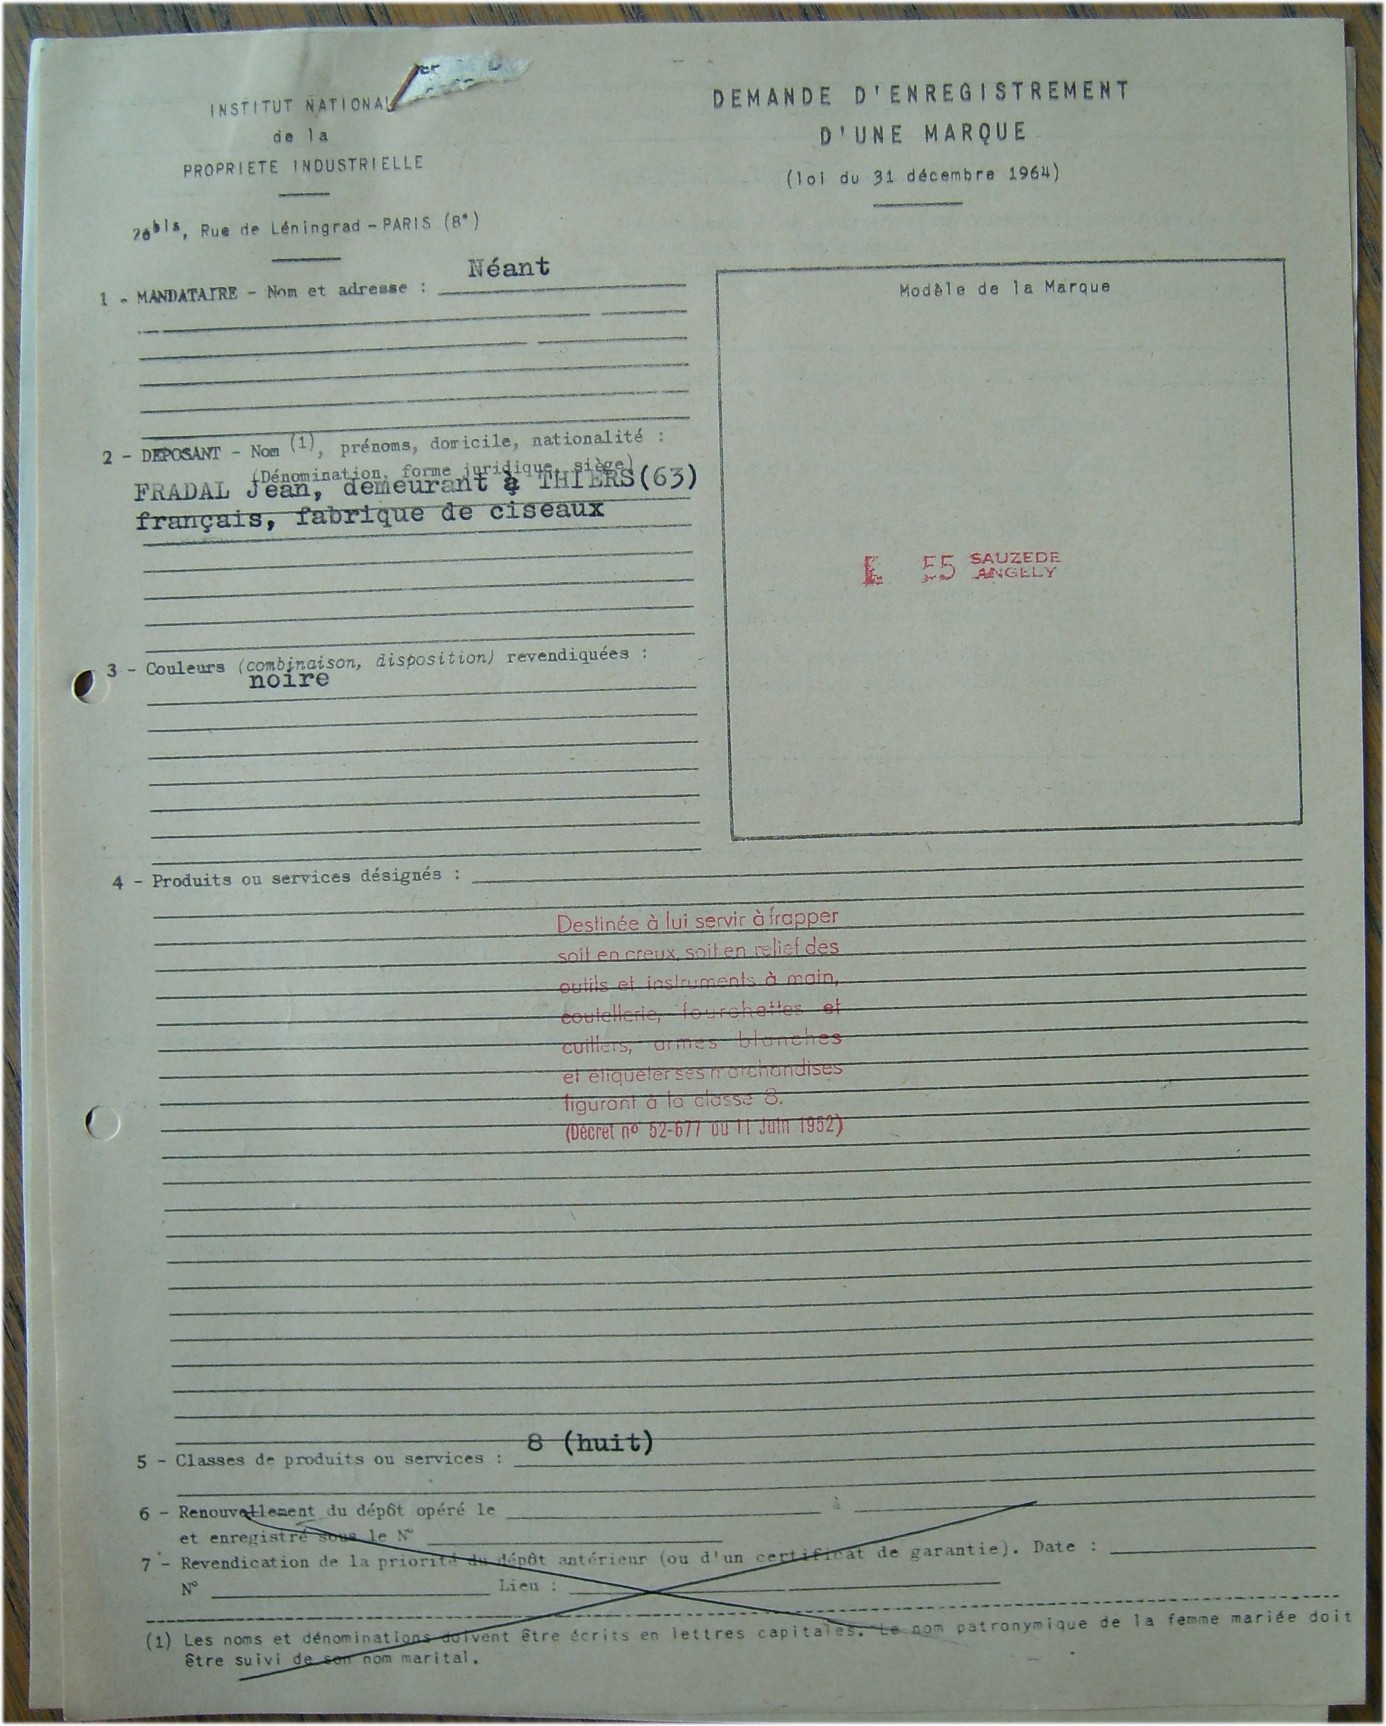 INSTITUT NATIONAL
de la
PROPRIETE INDUSTRIELLE
26bis, Rue de Léningrad - PARIS (8e)
DEMANDE D'ENREGISTREMENT
D'UNE MARQUE
(loi du 31 décembre 1964)
1 - MANDATAIRE - Nom et adresse : Néant
2 - DEPOSANT - Nom (1), prénoms, domicile, nationalité :
(Dénomination, forme juridique, siège)
FRADAL Jean, demeurant à THIERS(63)
français, fabrique de ciseaux
3 - Couleurs (combinaison, disposition) revendiquées :
noire
Modèle de la Marque
55 SAUZEDE
ANGELY
4 - Produits ou services désignés :
Destinée à lui servir à frapper
soit en creux, soit en relief des
outils et instruments à main,
coutellerie, fourchettes et
cuillers, armes blanches
et étiqueter ses marchandises
figurant à la classe 8.
(Décret nº 52-677 du 11 Juin 1952)
5 - Classes de produits ou services : 8 (huit)
6 - Renouvellement du dépôt opéré le à
et enregistré sous le N°
7 - Revendication de la priorité du dépôt antérieur (ou d'un certificat de garantie). Date :
N° Lieu :
(1) Les noms et dénominations doivent être écrits en lettres capitales. Le nom patronymique de la femme mariée doit
être suivi de son nom marital.